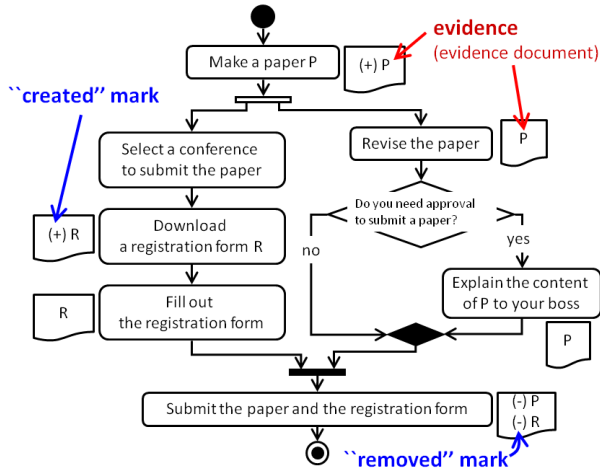 Make a paper P
(+) P
evidence
(evidence document)
``created'' mark
Select a conference
to submit the paper
Revise the paper
P
Do you need approval
to submit a paper?
(+) R
Download
a registration form R
no
yes
R
Fill out
the registration form
Explain the content
of P to your boss
P
Submit the paper and the registration form
(-) P
(-) R
``removed'' mark